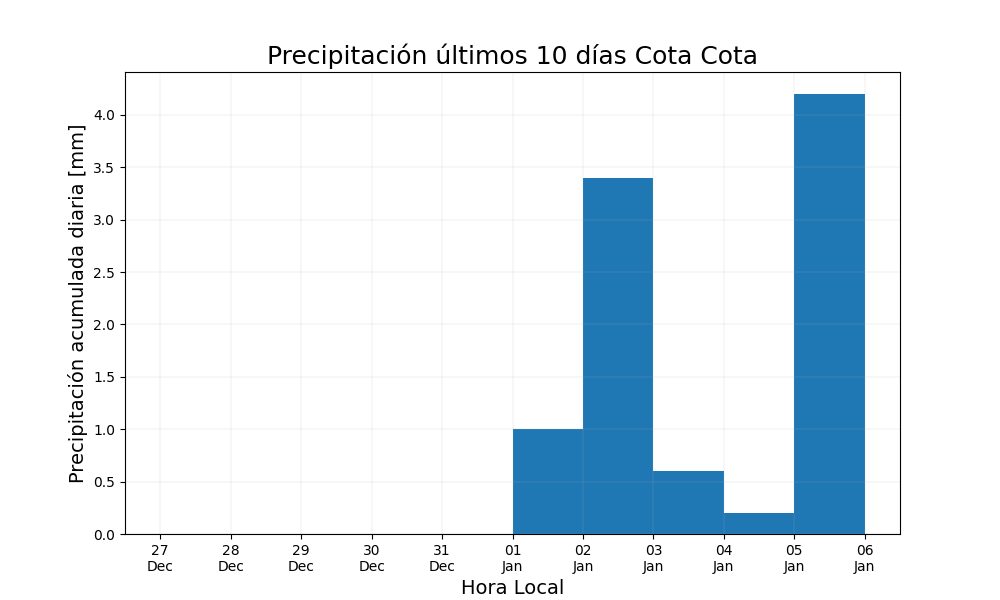 Precipitación últimos 10 días Cota Cota
Precipitación acumulada diaria [mm]
4.0
3.5
3.0
2.5
2.0
1.5
1.0
0.5
0.0
27 28 29 30 31 01 02 03 04 05 06
Dec Dec Dec Dec Dec Jan Jan Jan Jan Jan Jan
Hora Local